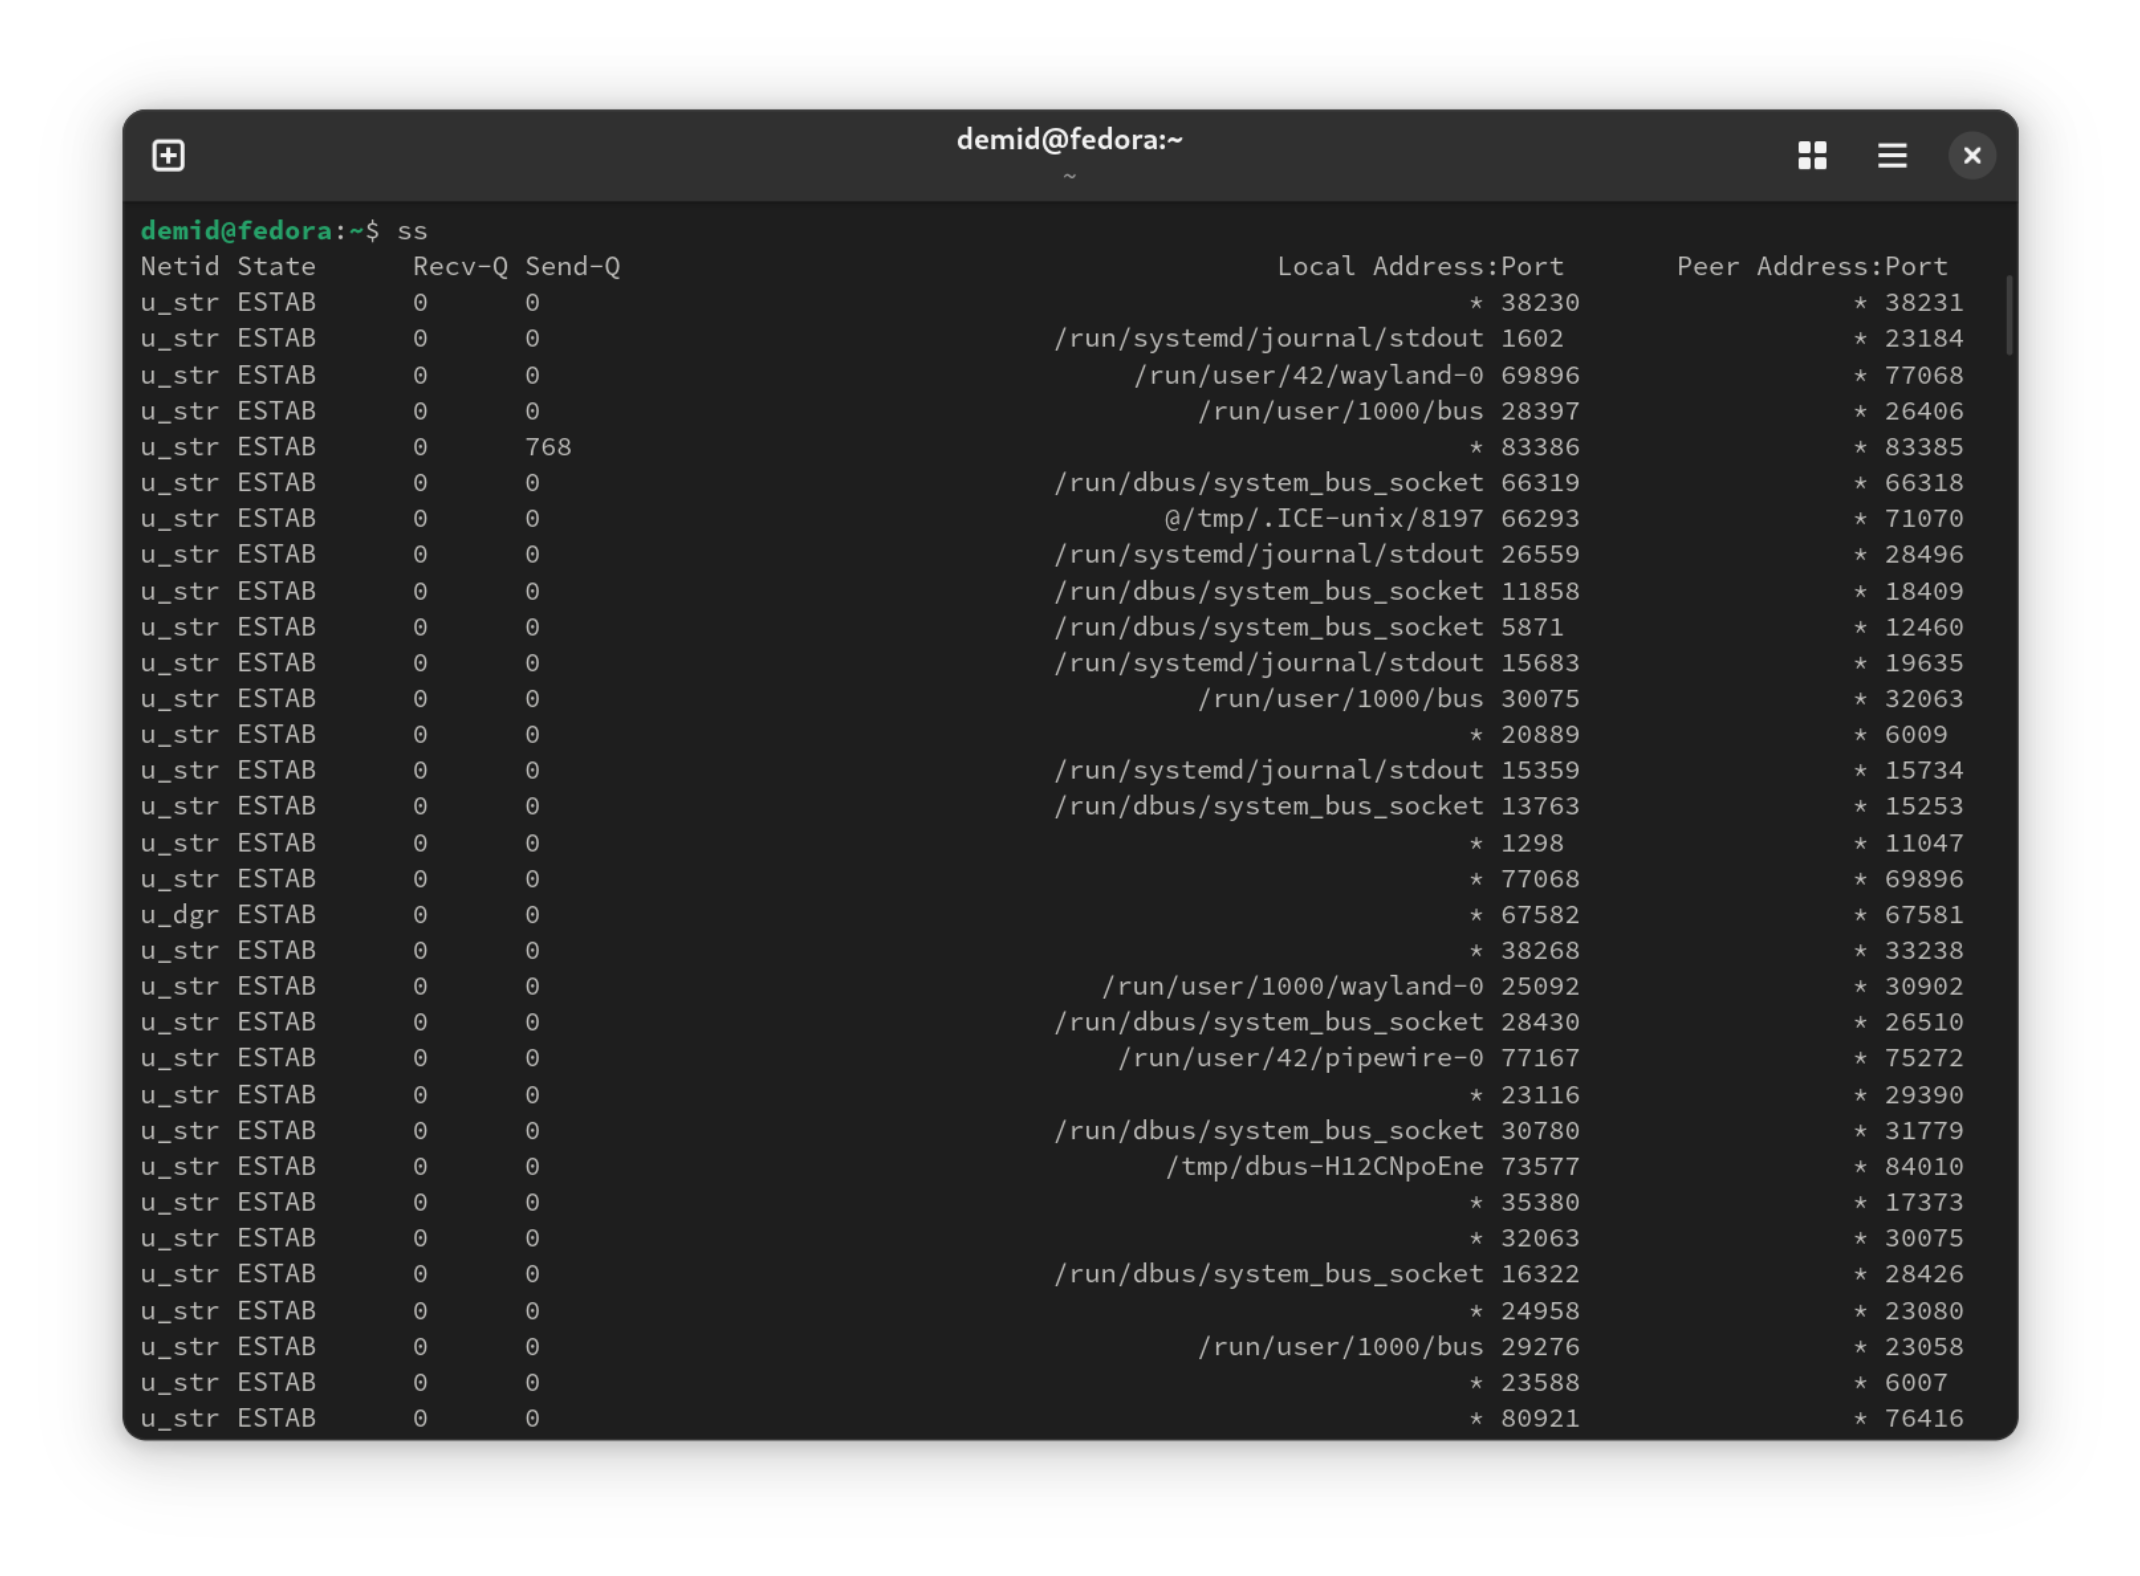 demid@fedora:~
~
demid@fedora:~$ ss
Netid State Recv-Q Send-Q Local Address:Port Peer Address:Port
u_str ESTAB 0 0 * 38230 * 38231
u_str ESTAB 0 0 /run/systemd/journal/stdout 1602 * 23184
u_str ESTAB 0 0 /run/user/42/wayland-0 69896 * 77068
u_str ESTAB 0 0 /run/user/1000/bus 28397 * 26406
u_str ESTAB 0 768 * 83386 * 83385
u_str ESTAB 0 0 /run/dbus/system_bus_socket 66319 * 66318
u_str ESTAB 0 0 @/tmp/.ICE-unix/8197 66293 * 71070
u_str ESTAB 0 0 /run/systemd/journal/stdout 26559 * 28496
u_str ESTAB 0 0 /run/dbus/system_bus_socket 11858 * 18409
u_str ESTAB 0 0 /run/dbus/system_bus_socket 5871 * 12460
u_str ESTAB 0 0 /run/systemd/journal/stdout 15683 * 19635
u_str ESTAB 0 0 /run/user/1000/bus 30075 * 32063
u_str ESTAB 0 0 * 20889 * 6009
u_str ESTAB 0 0 /run/systemd/journal/stdout 15359 * 15734
u_str ESTAB 0 0 /run/dbus/system_bus_socket 13763 * 15253
u_str ESTAB 0 0 * 1298 * 11047
u_str ESTAB 0 0 * 77068 * 69896
u_dgr ESTAB 0 0 * 67582 * 67581
u_str ESTAB 0 0 * 38268 * 33238
u_str ESTAB 0 0 /run/user/1000/wayland-0 25092 * 30902
u_str ESTAB 0 0 /run/dbus/system_bus_socket 28430 * 26510
u_str ESTAB 0 0 /run/user/42/pipewire-0 77167 * 75272
u_str ESTAB 0 0 * 23116 * 29390
u_str ESTAB 0 0 /run/dbus/system_bus_socket 30780 * 31779
u_str ESTAB 0 0 /tmp/dbus-H12CNpoEne 73577 * 84010
u_str ESTAB 0 0 * 35380 * 17373
u_str ESTAB 0 0 * 32063 * 30075
u_str ESTAB 0 0 /run/dbus/system_bus_socket 16322 * 28426
u_str ESTAB 0 0 * 24958 * 23080
u_str ESTAB 0 0 /run/user/1000/bus 29276 * 23058
u_str ESTAB 0 0 * 23588 * 6007
u_str ESTAB 0 0 * 80921 * 76416